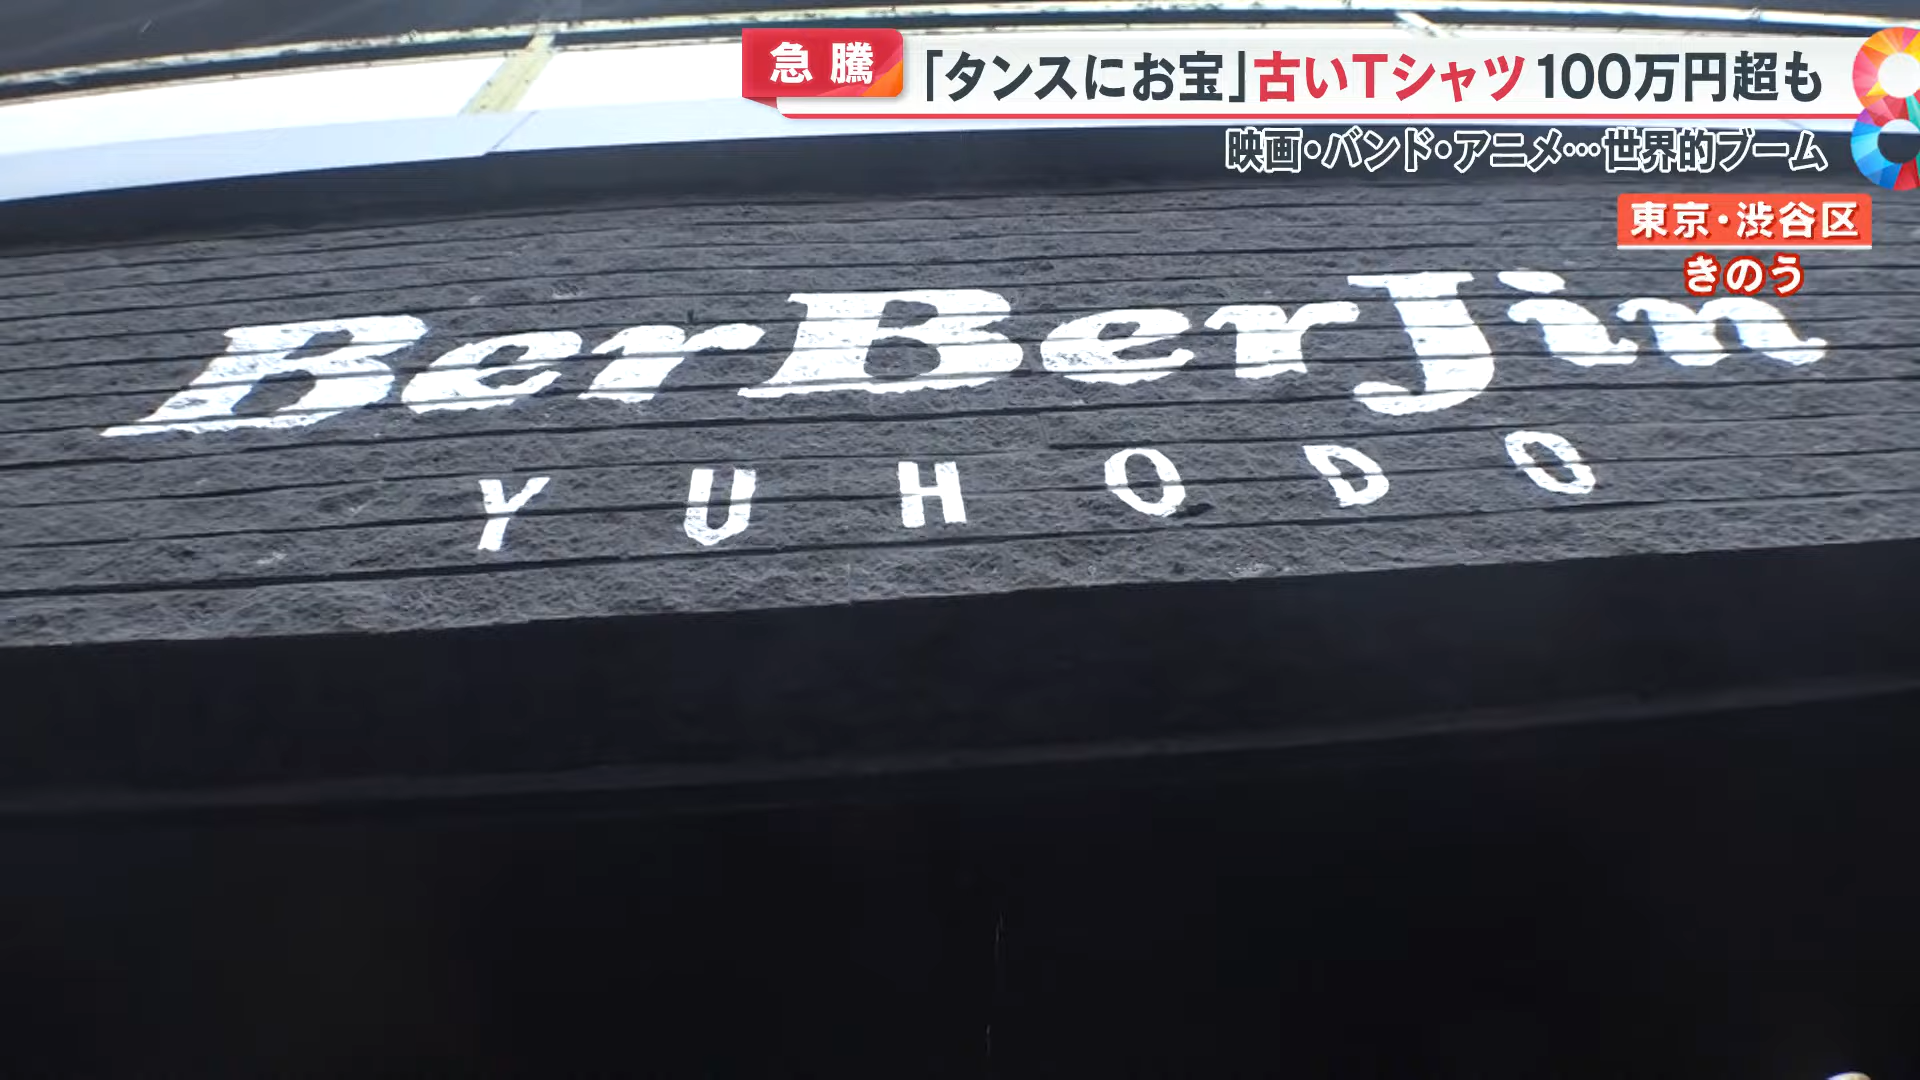 急騰
「タンスにお宝」古いTシャツ100万円超も
映画・バンド・アニメ…世界的ブーム
東京・渋谷区
きのう
BerBerJin
YUHODO